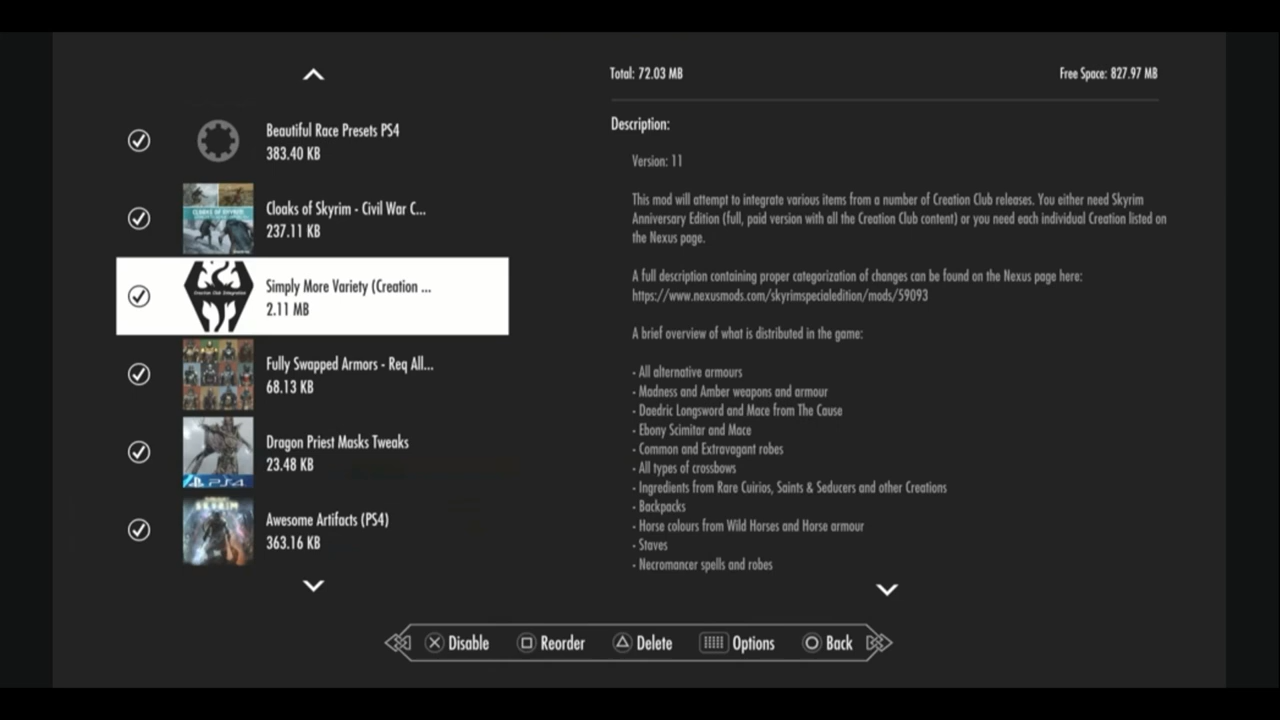 Total: 72.03 MB
Free Space: 827.97 MB
Beautiful Race Presets PS4
383.40 KB
Cloaks of Skyrim - Civil War C...
237.11 KB
Simply More Variety (Creation ...
2.11 MB
Fully Swapped Armors - Req All...
68.13 KB
Dragon Priest Masks Tweaks
23.48 KB
Awesome Artifacts (PS4)
363.16 KB
CLOAKS OF SKYRIM
Creation Club Integration
PS4
SKYRIM
Description:
Version: 11
This mod will attempt to integrate various items from a number of Creation Club releases. You either need Skyrim
Anniversary Edition (full, paid version with all the Creation Club content) or you need each individual Creation listed on
the Nexus page.
A full description containing proper categorization of changes can be found on the Nexus page here:
https://www.nexusmods.com/skyrimspecialedition/mods/59093
A brief overview of what is distributed in the game:
- All alternative armours
- Madness and Amber weapons and armour
- Daedric Longsword and Mace from The Cause
- Ebony Scimitar and Mace
- Common and Extravagant robes
- All types of crossbows
- Ingredients from Rare Cuirios, Saints & Seducers and other Creations
- Backpacks
- Horse colours from Wild Horses and Horse armour
- Staves
- Necromancer spells and robes
Disable
Reorder
Delete
Options
Back